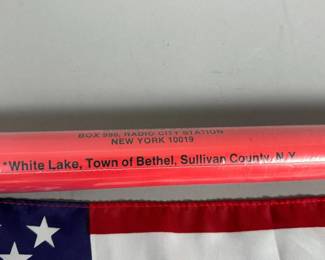 BOX 996, RADIO CITY STATION
NEW YORK 10019
*White Lake, Town of Bethel, Sullivan County, N.Y.